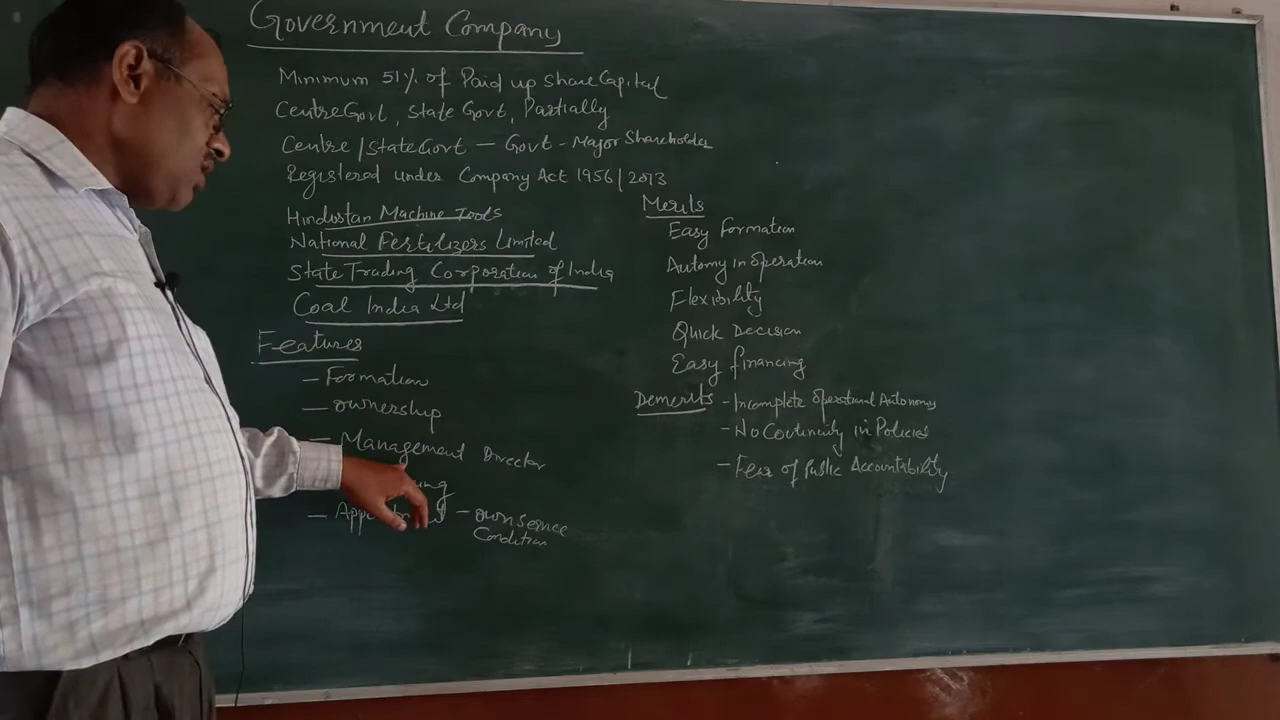 Government Company
Minimum 51% of Paid up share Capital
Centre Govt, State Govt, Partially
Centre / State Govt — Govt - Major Shareholder
Registered under Company Act 1956/2013
Hindustan Machine Tools
National Fertilizers Limited
State Trading Corporation of India
Coal India Ltd
Features
— Formation
— ownership
— Management Director
— own service
Condition
Merits
Easy Formation
Automy in operation
Flexibility
Quick Decision
Easy financing
Demerits - Incomplete operational Autonomy
- No Continuity in Policies
- Fear of Public Accountibility